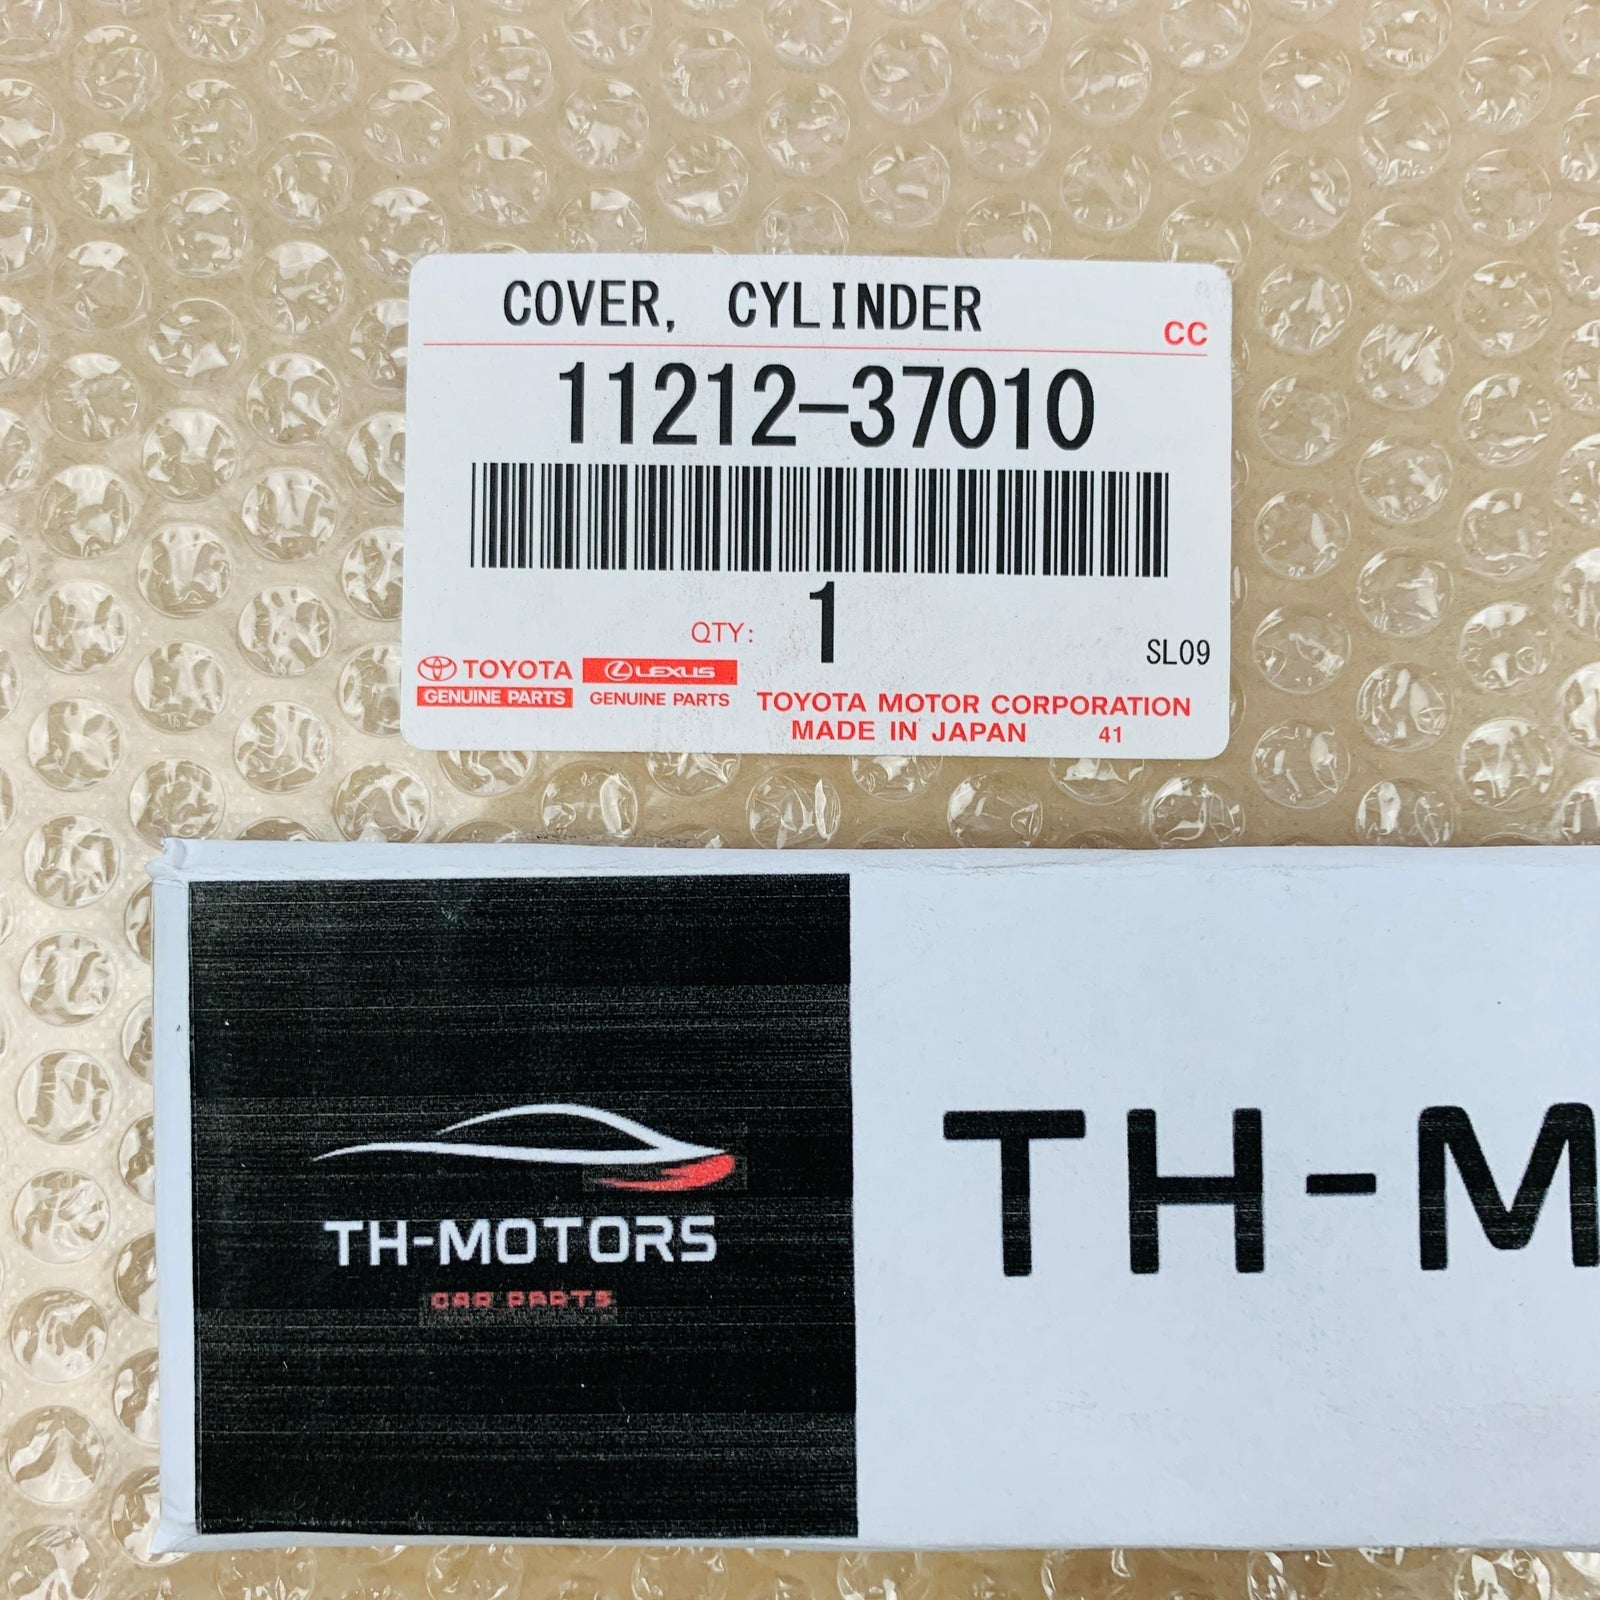 COVER, CYLINDER
CC
11212-37010
QTY: 1
SL09
TOYOTA
GENUINE PARTS
LEXUS
GENUINE PARTS
TOYOTA MOTOR CORPORATION
MADE IN JAPAN 41
TH-MOTORS
CAR PARTS
TH-M